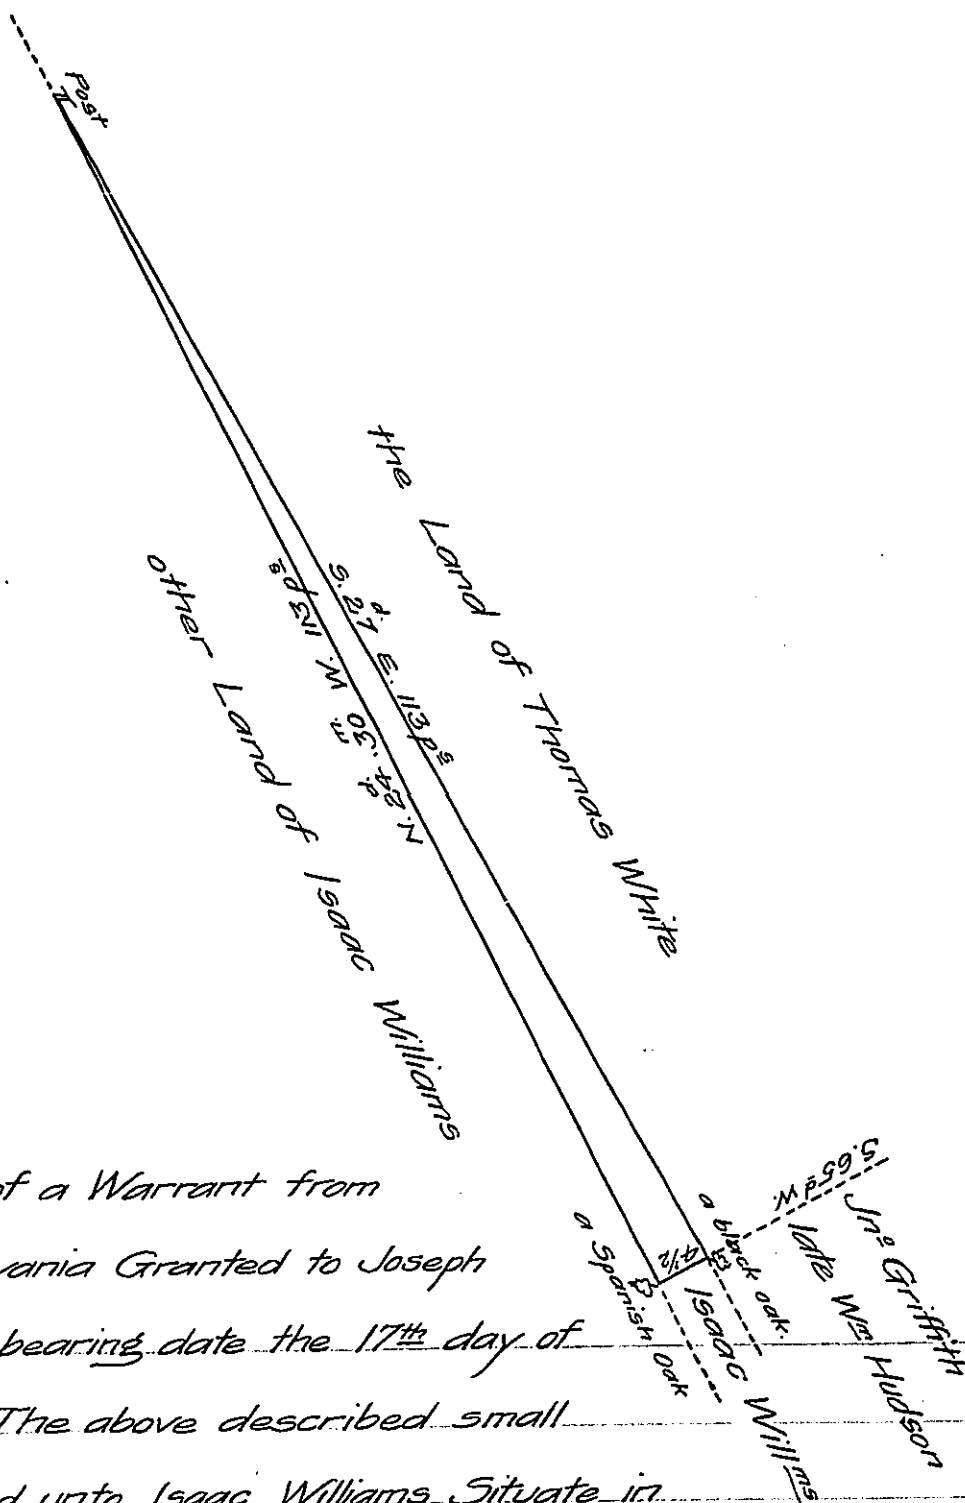 Post
the Land of Thomas White
S. 27 d. E. 113 ps
N. 24 d. 30 m. W. 113 ps
other Land of Isaac Williams
S. 65 d W.
Jno Griffith
late Wm Hudson
a black oak.
4 1/2
a Spanish oak
Isaac Willms
of a Warrant from
vania Granted to Joseph
bearing date the 17th day of
The above described small
d unto Isaac Williams Situate in